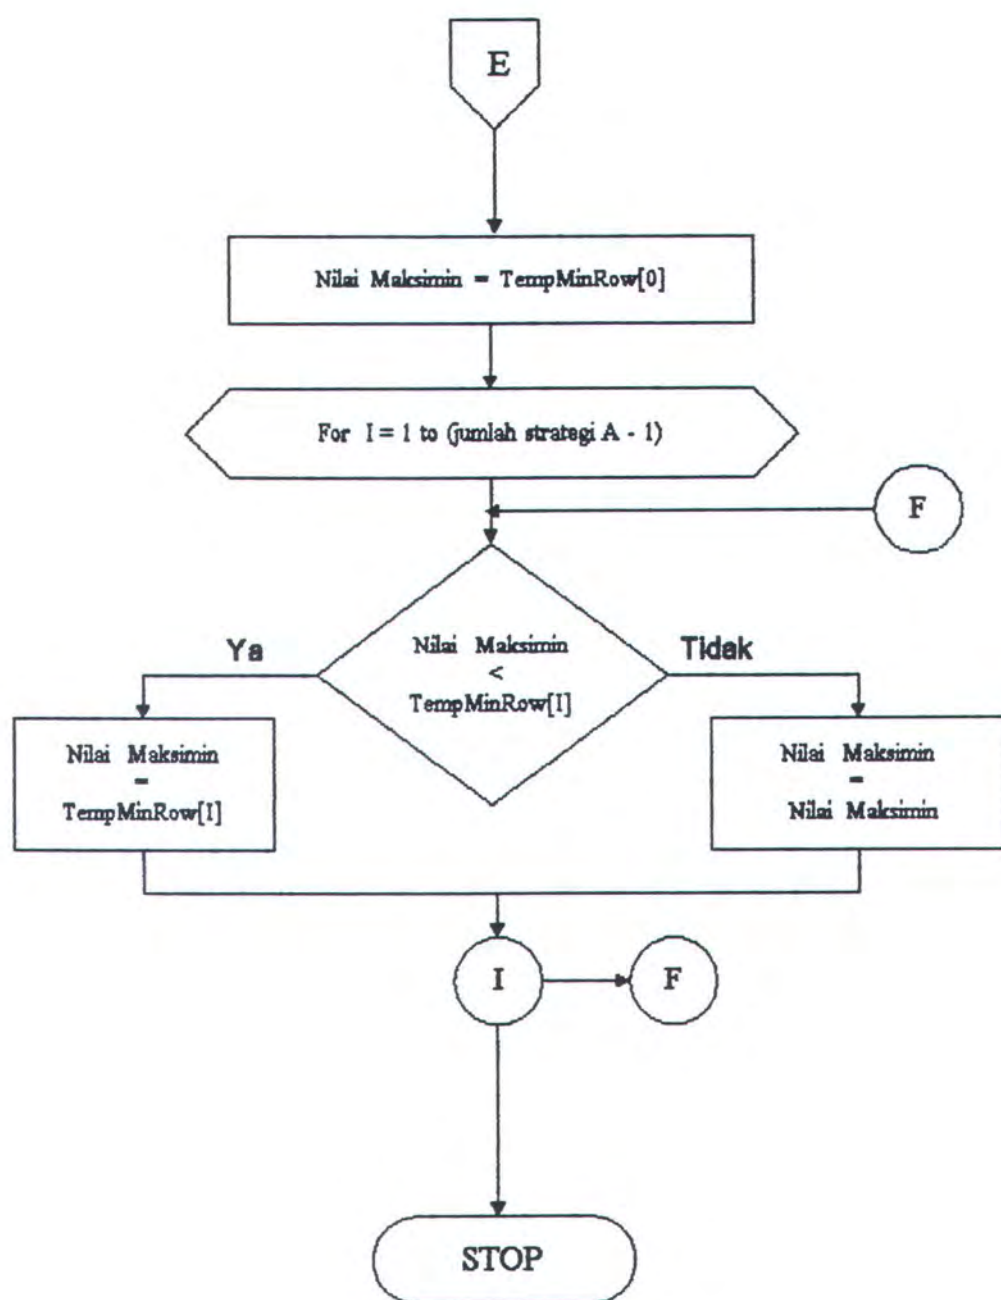 E
Nilai Maksimin = TempMinRow[0]
For I = 1 to (jumlah strategi A - 1)
F
Nilai Maksimin
<
TempMinRow[I]
Ya
Tidak
Nilai Maksimin
=
TempMinRow[I]
Nilai Maksimin
=
Nilai Maksimin
I
F
STOP